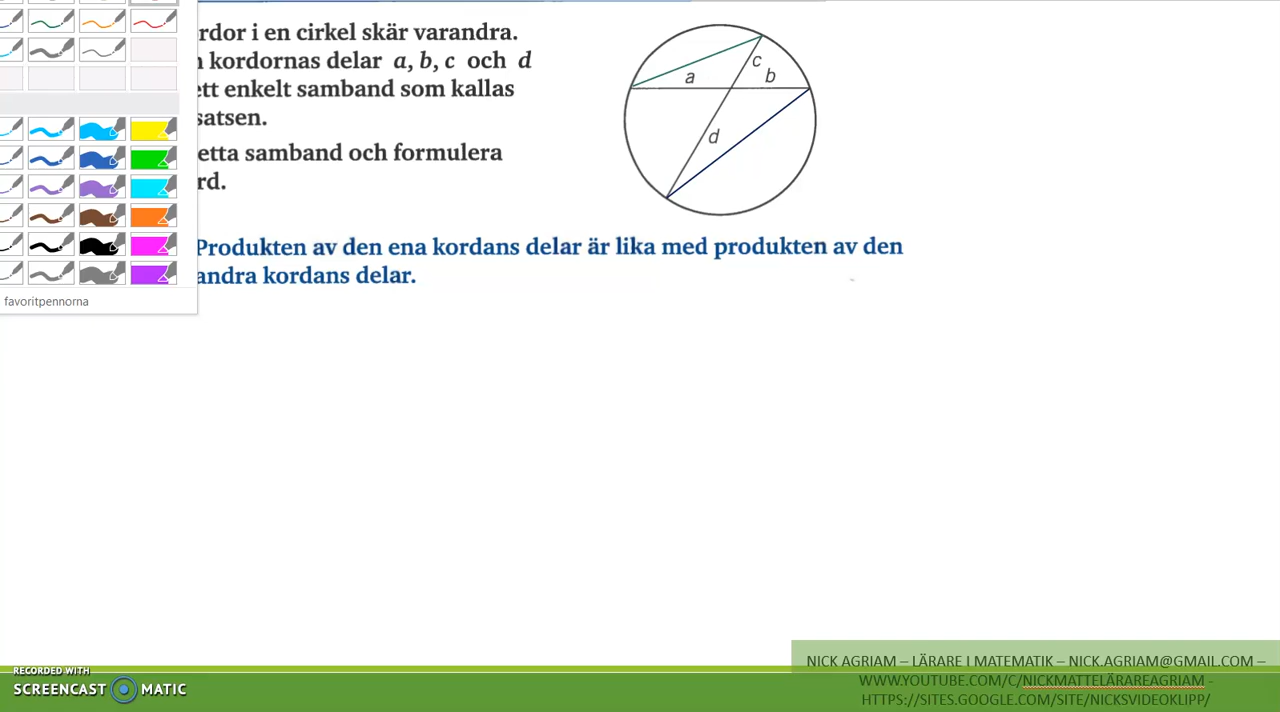 rdor i en cirkel skär varandra.
kordornas delar a, b, c och d
ett enkelt samband som kallas
satsen.
etta samband och formulera
rd.
a
c
b
d
Produkten av den ena kordans delar är lika med produkten av den
andra kordans delar.
favoritpennorna
RECORDED WITH
SCREENCAST MATIC
NICK AGRIAM – LÄRARE I MATEMATIK – NICK.AGRIAM@GMAIL.COM –
WWW.YOUTUBE.COM/C/NICKMATTELÄRAREAGRIAM -
HTTPS://SITES.GOOGLE.COM/SITE/NICKSVIDEOKLIPP/